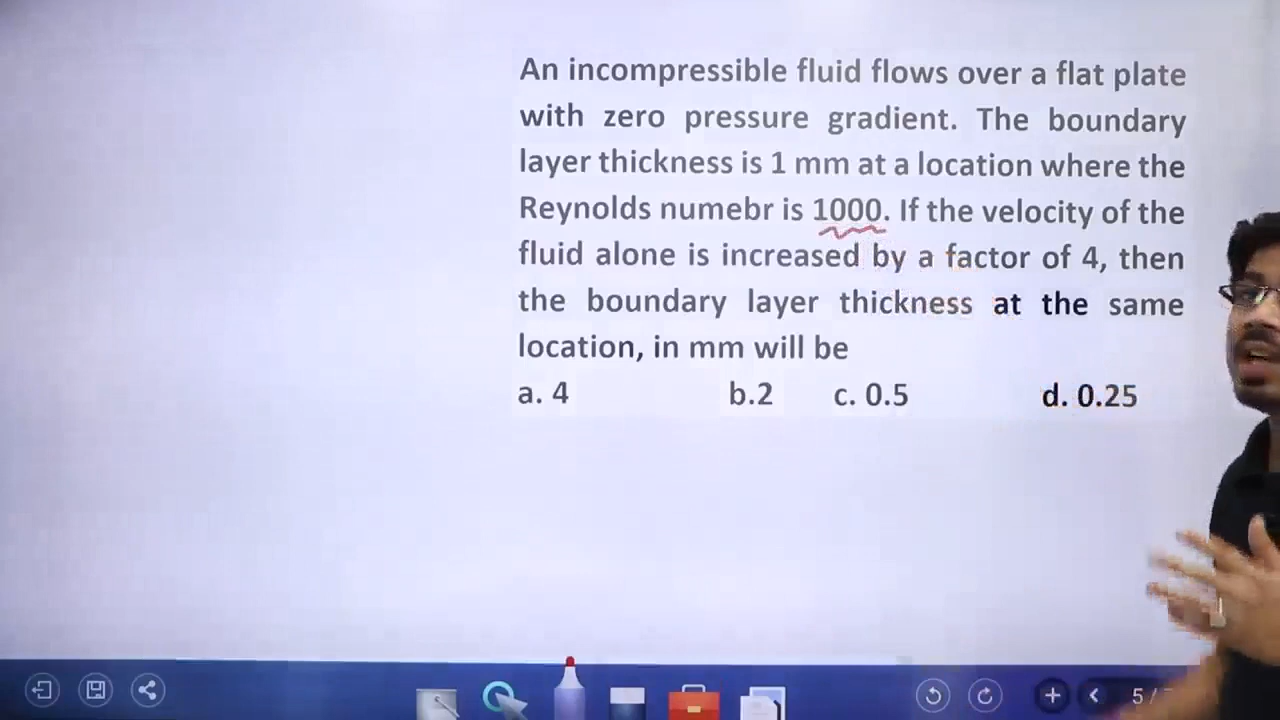 An incompressible fluid flows over a flat plate
with zero pressure gradient. The boundary
layer thickness is 1 mm at a location where the
Reynolds numebr is 1000. If the velocity of the
fluid alone is increased by a factor of 4, then
the boundary layer thickness at the same
location, in mm will be
a. 4 b.2 c. 0.5 d. 0.25
5 /